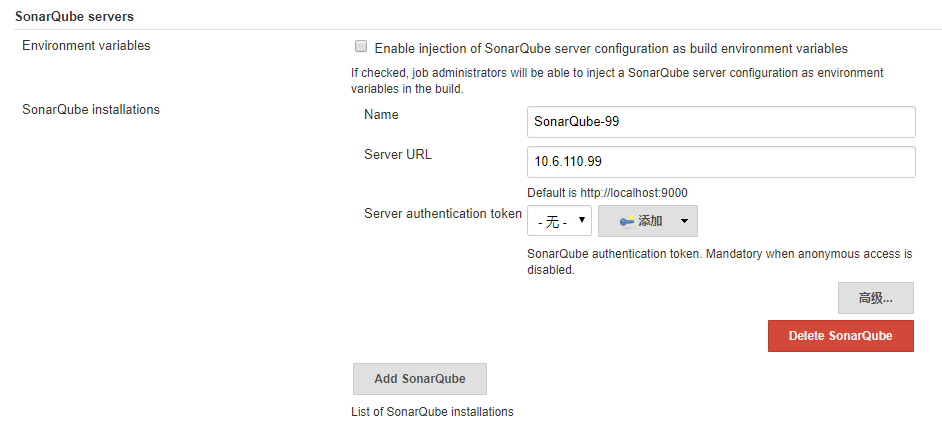 SonarQube servers
Environment variables
Enable injection of SonarQube server configuration as build environment variables
If checked, job administrators will be able to inject a SonarQube server configuration as environment
variables in the build.
SonarQube installations
Name
SonarQube-99
Server URL
10.6.110.99
Default is http://localhost:9000
Server authentication token
- 无 -
添加
SonarQube authentication token. Mandatory when anonymous access is
disabled.
高级...
Delete SonarQube
Add SonarQube
List of SonarQube installations